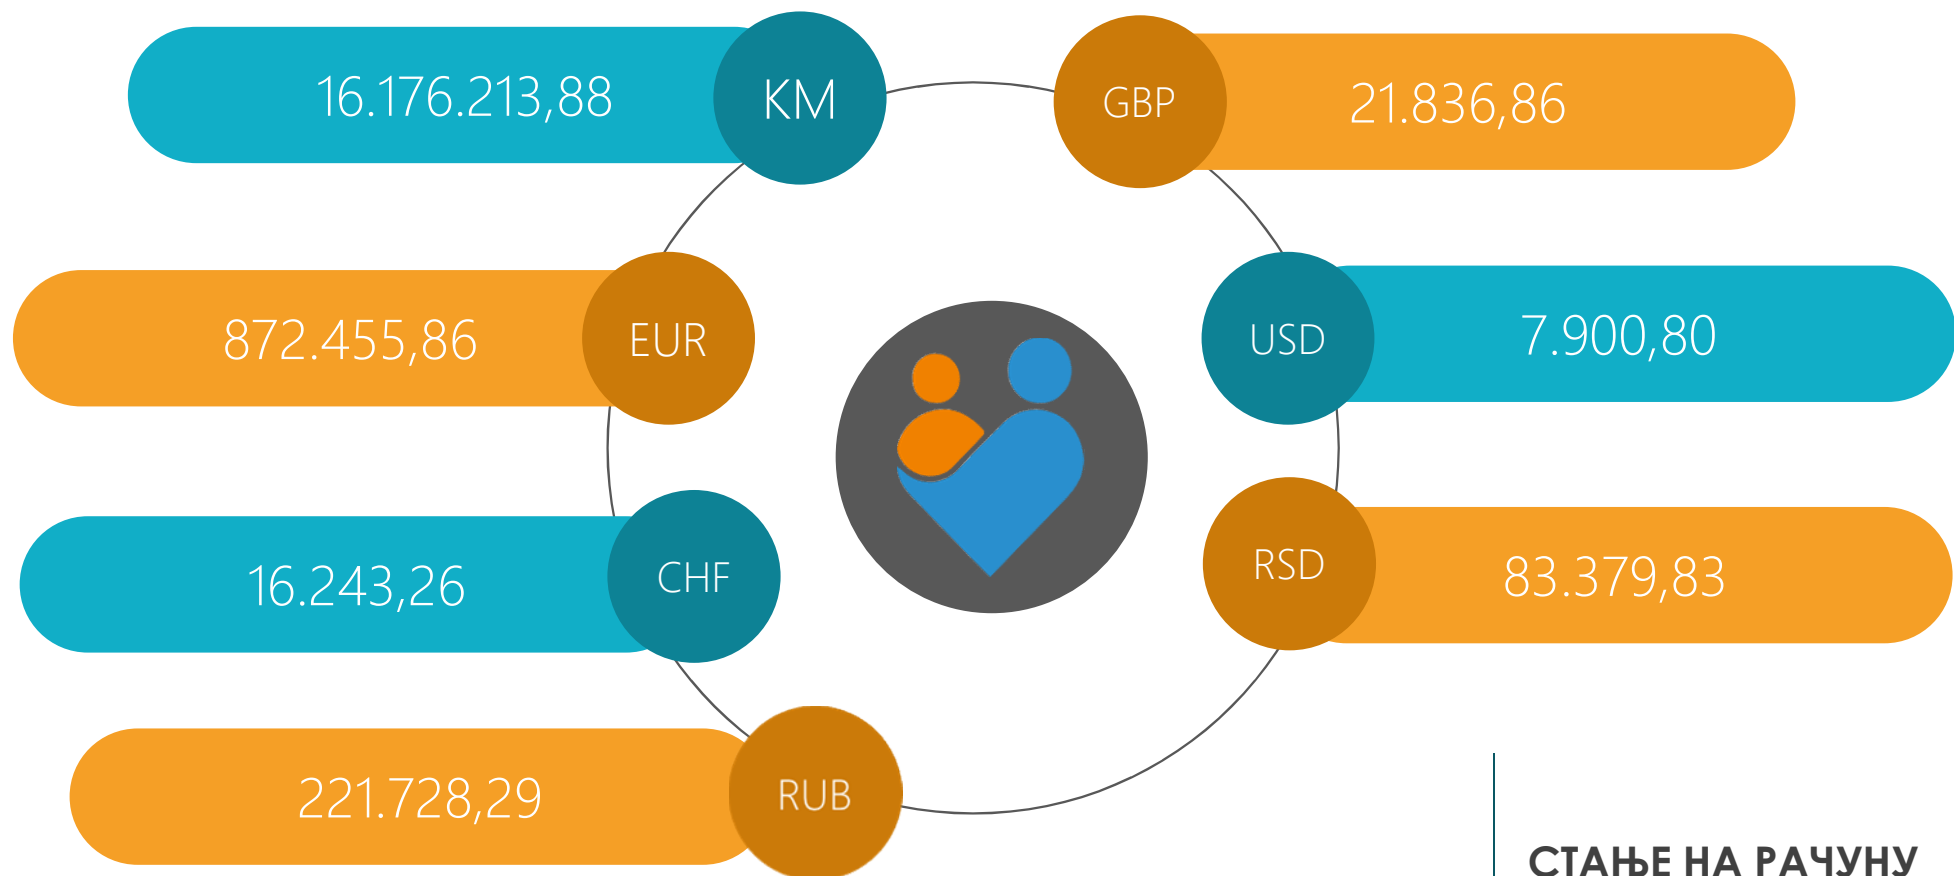 16.176.213,88
KM
GBP
21.836,86
872.455,86
EUR
USD
7.900,80
16.243,26
CHF
RSD
83.379,83
221.728,29
RUB
СТАЊЕ НА РАЧУНУ